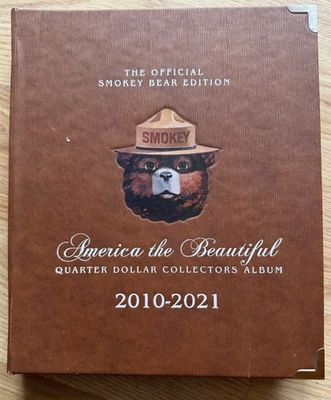 THE OFFICIAL
SMOKEY BEAR EDITION
SMOKEY
America the Beautiful
QUARTER DOLLAR COLLECTORS ALBUM
2010-2021